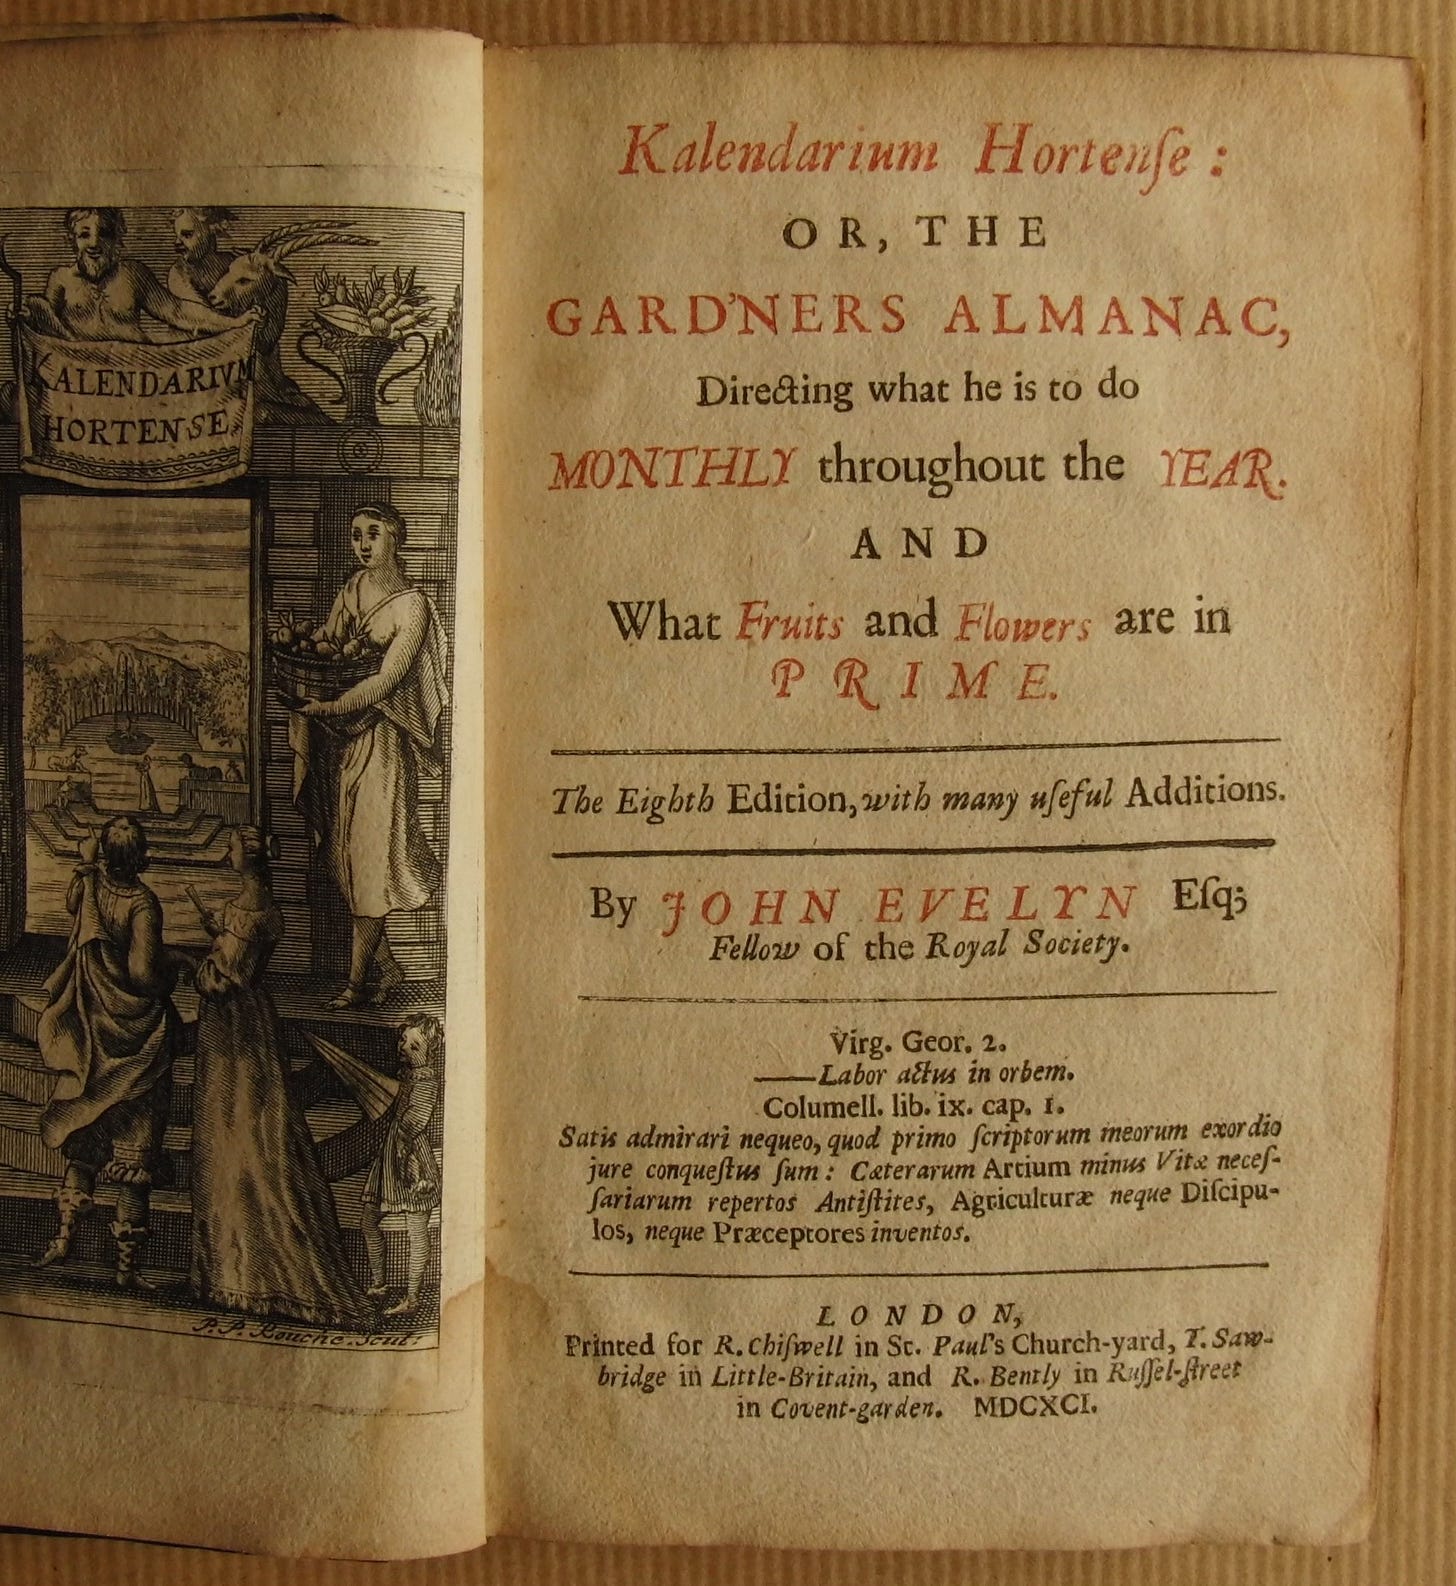 KALENDARIVM
HORTENSE
P. P. Bouche. Scul:
Kalendarium Hortenſe :
OR, THE
GARD'NERS ALMANAC,
Directing what he is to do
MONTHLY throughout the YEAR.
AND
What Fruits and Flowers are in
PRIME.
The Eighth Edition, with many uſeful Additions.
By JOHN EVELYN Eſq;
Fellow of the Royal Society.
Virg. Geor. 2.
——Labor actus in orbem.
Columell. lib. ix. cap. 1.
Satis admirari nequeo, quod primo ſcriptorum meorum exordio
jure conqueſtus ſum : Cæterarum Artium minus Vitæ neceſ-
ſariarum repertos Antiſtites, Agriculturæ neque Diſcipu-
los, neque Præceptores inventos.
LONDON,
Printed for R. Chiſwell in St. Paul's Church-yard, T. Saw-
bridge in Little-Britain, and R. Bently in Ruſſel-ſtreet
in Covent-garden. MDCXCI.